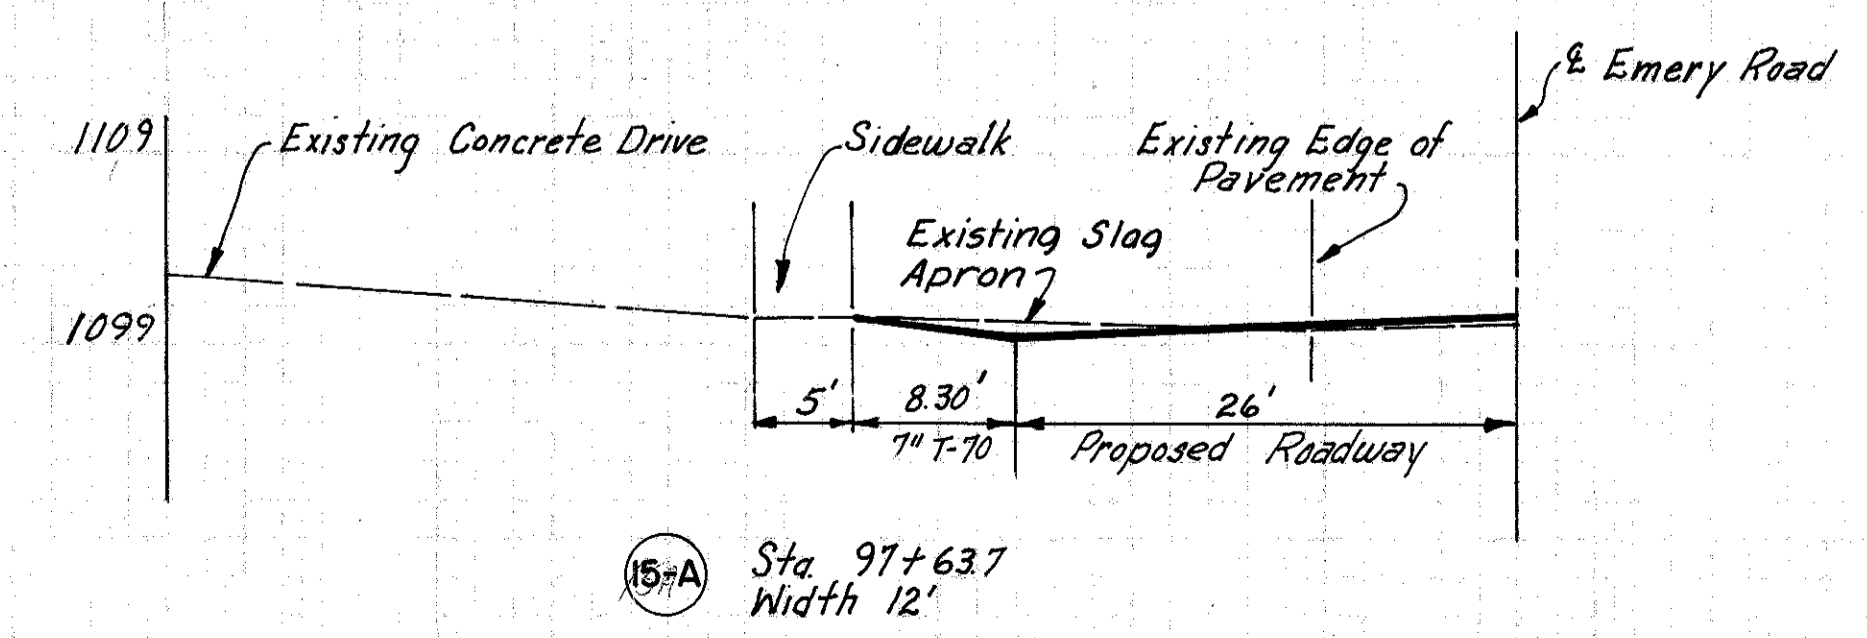 ℄ Emery Road
1109
Existing Concrete Drive
Sidewalk
Existing Edge of
Pavement
Existing Slag
Apron
1099
5'
8.30'
26'
7" T-70
Proposed Roadway
15-A
Sta. 97+63.7
Width 12'